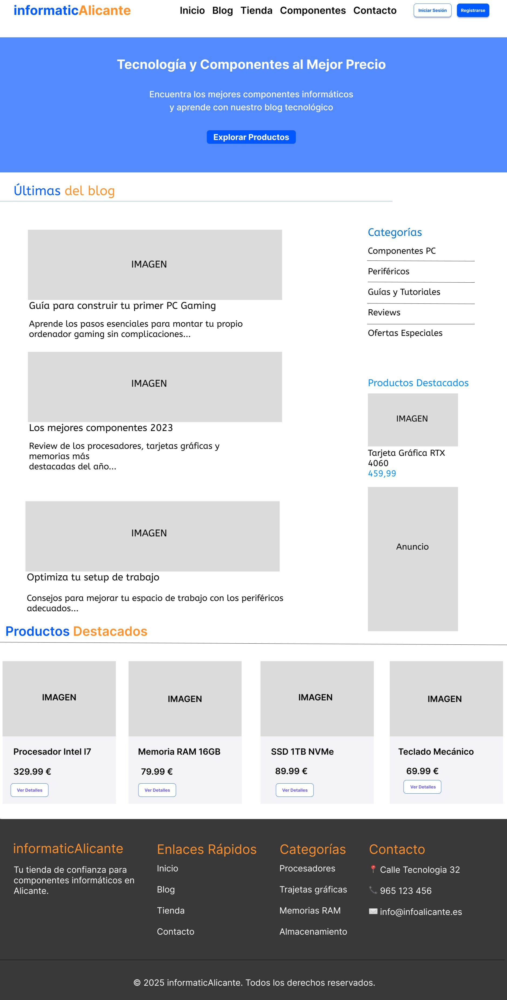 informaticAlicante
Inicio Blog Tienda Componentes Contacto
Iniciar Sesión
Registrarse
Tecnología y Componentes al Mejor Precio
Encuentra los mejores componentes informáticos
y aprende con nuestro blog tecnológico
Explorar Productos
Últimas del blog
IMAGEN
Guía para construir tu primer PC Gaming
Aprende los pasos esenciales para montar tu propio
ordenador gaming sin complicaciones...
IMAGEN
Los mejores componentes 2023
Review de los procesadores, tarjetas gráficas y
memorias más
destacadas del año...
IMAGEN
Optimiza tu setup de trabajo
Consejos para mejorar tu espacio de trabajo con los periféricos
adecuados...
Categorías
Componentes PC
Periféricos
Guías y Tutoriales
Reviews
Ofertas Especiales
Productos Destacados
IMAGEN
Tarjeta Gráfica RTX
4060
459,99
Anuncio
Productos Destacados
IMAGEN
Procesador Intel I7
329.99 €
Ver Detalles
IMAGEN
Memoria RAM 16GB
79.99 €
Ver Detalles
IMAGEN
SSD 1TB NVMe
89.99 €
Ver Detalles
IMAGEN
Teclado Mecánico
69.99 €
Ver Detalles
informaticAlicante
Tu tienda de confianza para
componentes informáticos en
Alicante.
Enlaces Rápidos
Inicio
Blog
Tienda
Contacto
Categorías
Procesadores
Trajetas gráficas
Memorias RAM
Almacenamiento
Contacto
📍 Calle Tecnologia 32
📞 965 123 456
✉️ info@infoalicante.es
© 2025 informaticAlicante. Todos los derechos reservados.